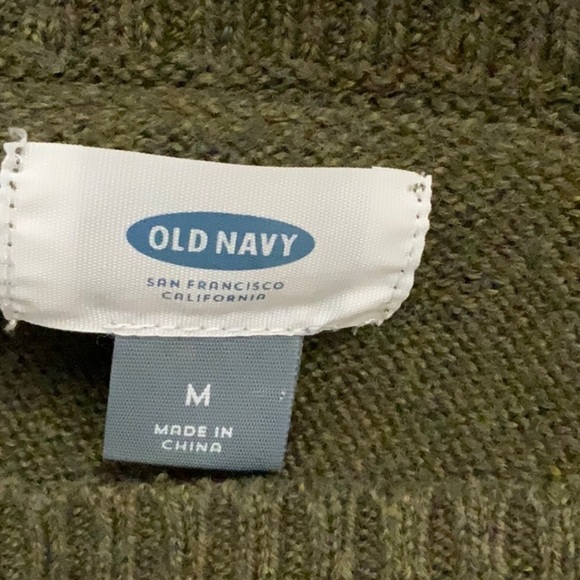 OLD NAVY
SAN FRANCISCO
CALIFORNIA
M
MADE IN
CHINA